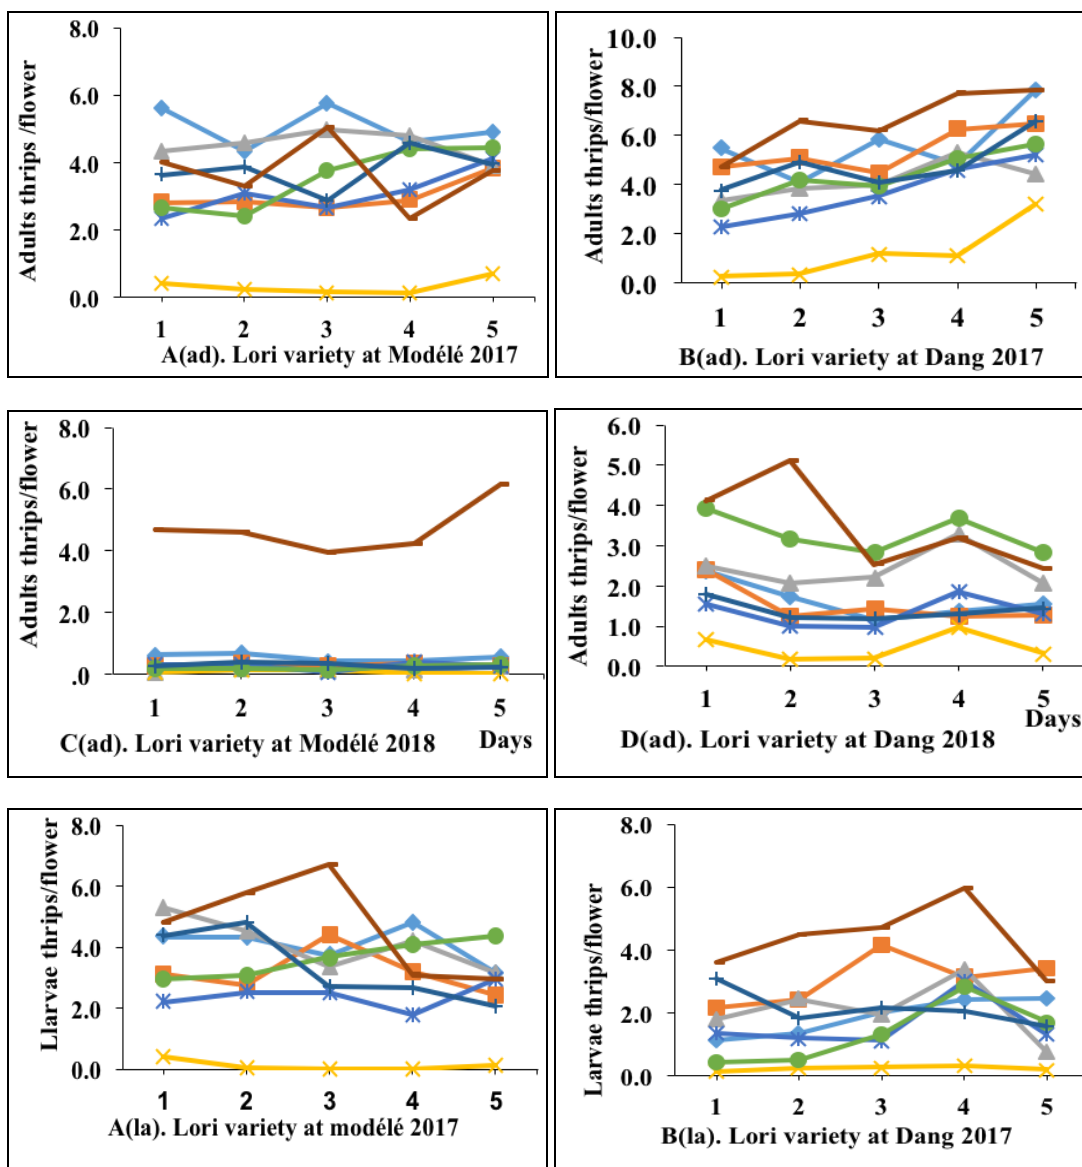 Adults thrips /flower
8.0
6.0
4.0
2.0
0.0
1 2 3 4 5
A(ad). Lori variety at Modélé 2017
Adults thrips/flower
10.0
8.0
6.0
4.0
2.0
0.0
1 2 3 4 5
B(ad). Lori variety at Dang 2017
Adults thrips/flower
8.0
6.0
4.0
2.0
.0
1 2 3 4 5
C(ad). Lori variety at Modélé 2018 Days
Adults thrips/flower
6.0
5.0
4.0
3.0
2.0
1.0
0.0
1 2 3 4 5
Days
D(ad). Lori variety at Dang 2018
Llarvae thrips/flower
8.0
6.0
4.0
2.0
0.0
1 2 3 4 5
A(la). Lori variety at modélé 2017
Larvae thrips/flower
8.0
6.0
4.0
2.0
0.0
1 2 3 4 5
B(la). Lori variety at Dang 2017